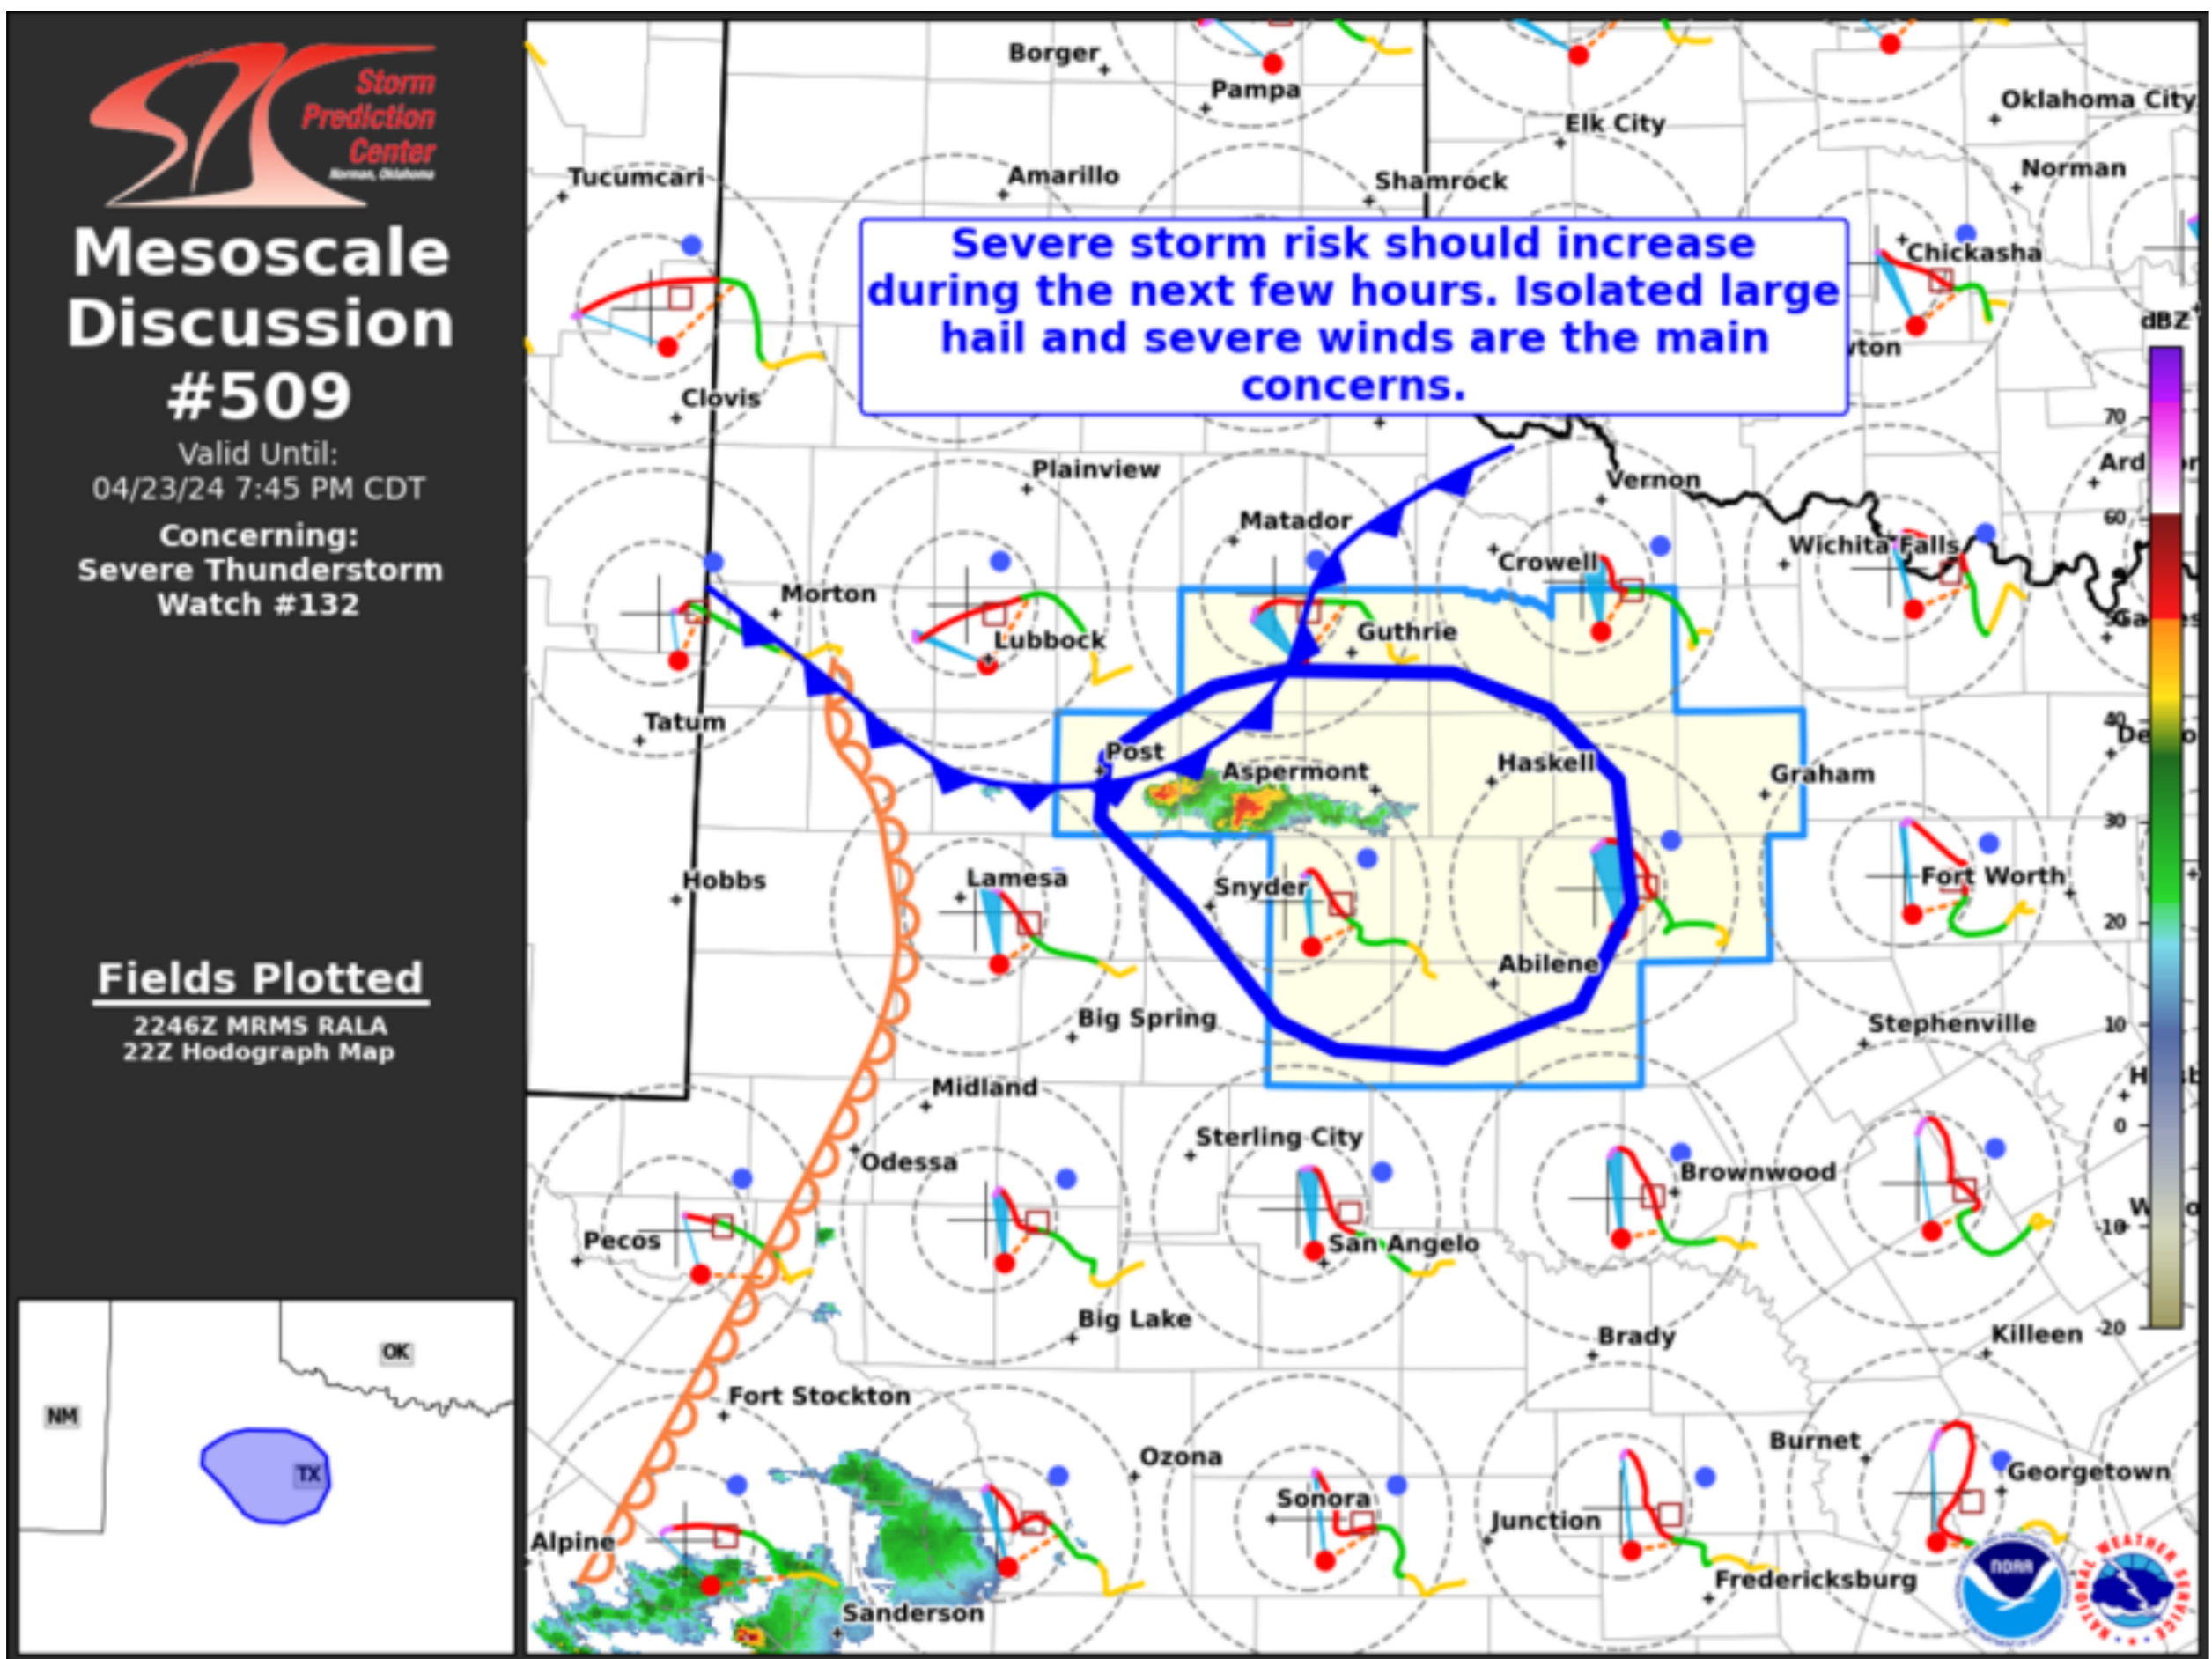 Storm
Prediction
Center
Norman, Oklahoma
Mesoscale
Discussion
#509
Valid Until:
04/23/24 7:45 PM CDT
Concerning:
Severe Thunderstorm
Watch #132
Fields Plotted
2246Z MRMS RALA
22Z Hodograph Map
NM
OK
TX
Borger
Pampa
Oklahoma City
Elk City
Norman
Tucumcari
Amarillo
Shamrock
Severe storm risk should increase
during the next few hours. Isolated large
hail and severe winds are the main
concerns.
Chickasha
dBZ
Clovis
70
Plainview
Vernon
60
Matador
Wichita Falls
Crowell
Morton
50
Guthrie
Lubbock
Tatum
40
Post
Aspermont
Haskell
Graham
30
Hobbs
Lamesa
Snyder
Fort Worth
20
Abilene
Big Spring
Stephenville
10
Midland
0
Sterling City
Odessa
Brownwood
-10
Pecos
San Angelo
Big Lake
Brady
Killeen
-20
Fort Stockton
Ozona
Burnet
Georgetown
Sonora
Junction
Alpine
Fredericksburg
Sanderson
NOAA
NATIONAL WEATHER SERVICE